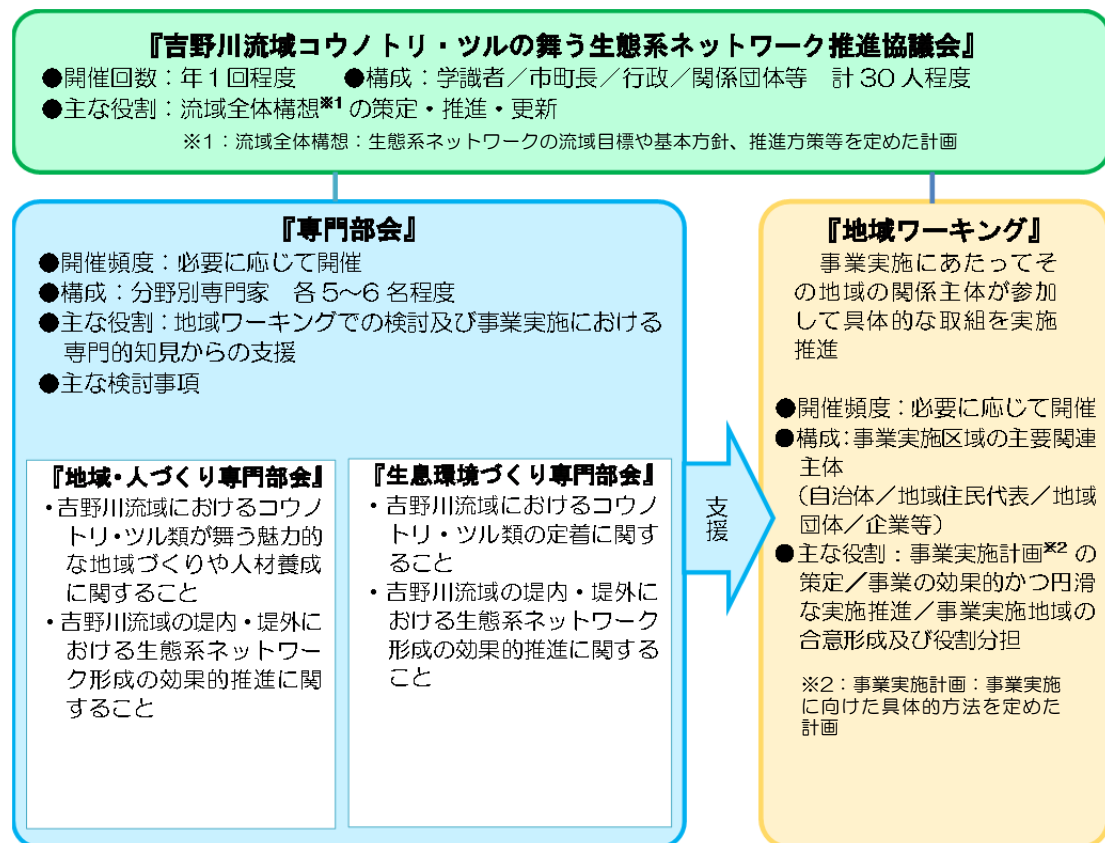 『吉野川流域コウノトリ・ツルの舞う生態系ネットワーク推進協議会』
●開催回数：年1回程度　●構成：学識者／市町長／行政／関係団体等　計30人程度
●主な役割：流域全体構想※1の策定・推進・更新
※1：流域全体構想：生態系ネットワークの流域目標や基本方針、推進方策等を定めた計画
『専門部会』
●開催頻度：必要に応じて開催
●構成：分野別専門家　各5～6名程度
●主な役割：地域ワーキングでの検討及び事業実施における
専門的知見からの支援
●主な検討事項
『地域・人づくり専門部会』
・吉野川流域におけるコウノ
トリ・ツル類が舞う魅力的
な地域づくりや人材養成
に関すること
・吉野川流域の堤内・堤外に
おける生態系ネットワー
ク形成の効果的推進に関
すること
『生息環境づくり専門部会』
・吉野川流域におけるコウノ
トリ・ツル類の定着に関す
ること
・吉野川流域の堤内・堤外に
おける生態系ネットワーク
形成の効果的推進に関する
こと
支援
『地域ワーキング』
事業実施にあたってそ
の地域の関係主体が参加
して具体的な取組を実施
推進
●開催頻度：必要に応じて開催
●構成：事業実施区域の主要関連
主体
（自治体／地域住民代表／地域
団体／企業等）
●主な役割：事業実施計画※2の
策定／事業の効果的かつ円滑
な実施推進／事業実施地域の
合意形成及び役割分担
※2：事業実施計画：事業実施
に向けた具体的方法を定めた
計画